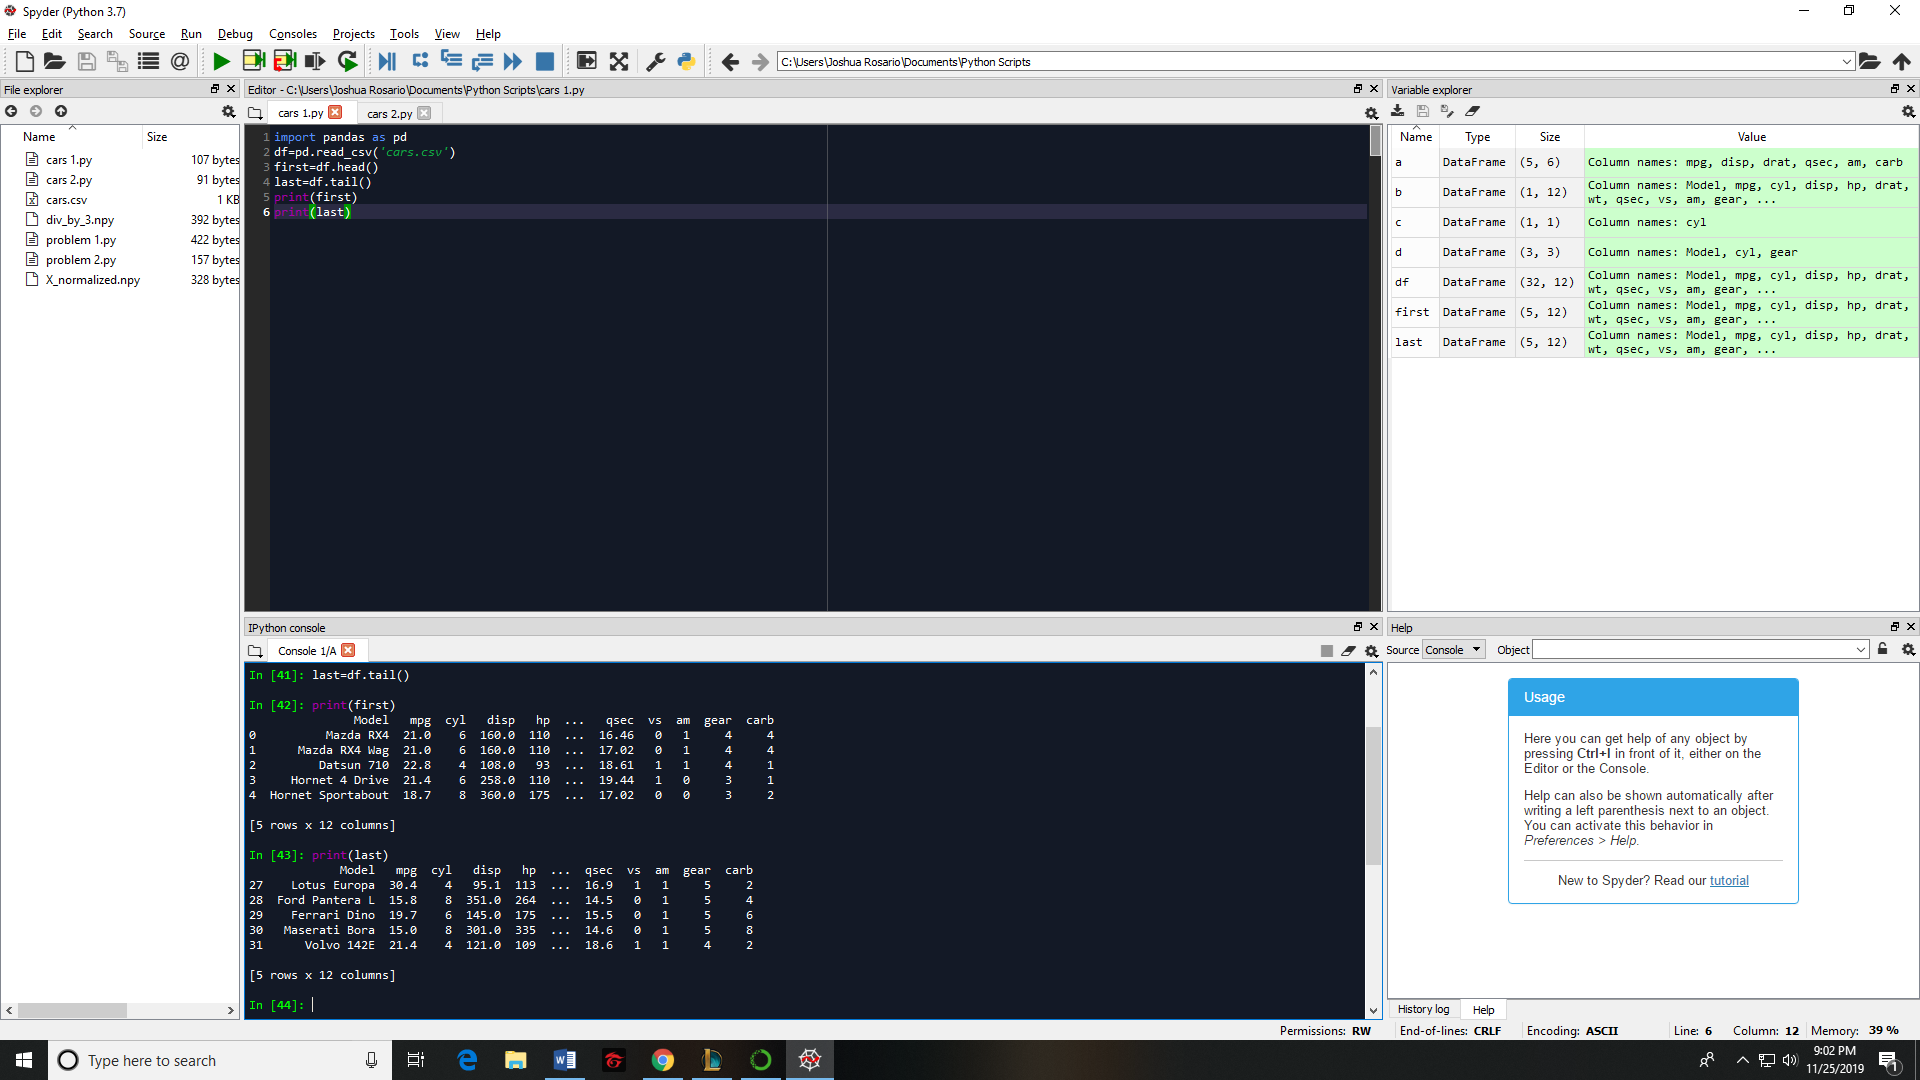 Spyder (Python 3.7)
File Edit Search Source Run Debug Consoles Projects Tools View Help
C:\Users\Joshua Rosario\Documents\Python Scripts
File explorer
Name Size
cars 1.py 107 bytes
cars 2.py 91 bytes
cars.csv 1 KB
div_by_3.npy 392 bytes
problem 1.py 422 bytes
problem 2.py 157 bytes
X_normalized.npy 328 bytes
Editor - C:\Users\Joshua Rosario\Documents\Python Scripts\cars 1.py
cars 1.py cars 2.py
1 import pandas as pd
2 df=pd.read_csv('cars.csv')
3 first=df.head()
4 last=df.tail()
5 print(first)
6 print(last)
Variable explorer
Name Type Size Value
a DataFrame (5, 6) Column names: mpg, disp, drat, qsec, am, carb
b DataFrame (1, 12) Column names: Model, mpg, cyl, disp, hp, drat,
wt, qsec, vs, am, gear, ...
c DataFrame (1, 1) Column names: cyl
d DataFrame (3, 3) Column names: Model, cyl, gear
df DataFrame (32, 12) Column names: Model, mpg, cyl, disp, hp, drat,
wt, qsec, vs, am, gear, ...
first DataFrame (5, 12) Column names: Model, mpg, cyl, disp, hp, drat,
wt, qsec, vs, am, gear, ...
last DataFrame (5, 12) Column names: Model, mpg, cyl, disp, hp, drat,
wt, qsec, vs, am, gear, ...
IPython console
Console 1/A
In [41]: last=df.tail()
In [42]: print(first)
Model mpg cyl disp hp ... qsec vs am gear carb
0 Mazda RX4 21.0 6 160.0 110 ... 16.46 0 1 4 4
1 Mazda RX4 Wag 21.0 6 160.0 110 ... 17.02 0 1 4 4
2 Datsun 710 22.8 4 108.0 93 ... 18.61 1 1 4 1
3 Hornet 4 Drive 21.4 6 258.0 110 ... 19.44 1 0 3 1
4 Hornet Sportabout 18.7 8 360.0 175 ... 17.02 0 0 3 2
[5 rows x 12 columns]
In [43]: print(last)
Model mpg cyl disp hp ... qsec vs am gear carb
27 Lotus Europa 30.4 4 95.1 113 ... 16.9 1 1 5 2
28 Ford Pantera L 15.8 8 351.0 264 ... 14.5 0 1 5 4
29 Ferrari Dino 19.7 6 145.0 175 ... 15.5 0 1 5 6
30 Maserati Bora 15.0 8 301.0 335 ... 14.6 0 1 5 8
31 Volvo 142E 21.4 4 121.0 109 ... 18.6 1 1 4 2
[5 rows x 12 columns]
In [44]:
Help
Source Console Object
Usage
Here you can get help of any object by
pressing Ctrl+I in front of it, either on the
Editor or the Console.
Help can also be shown automatically after
writing a left parenthesis next to an object.
You can activate this behavior in
Preferences > Help.
New to Spyder? Read our tutorial
History log Help
Permissions: RW End-of-lines: CRLF Encoding: ASCII Line: 6 Column: 12 Memory: 39 %
Type here to search
9:02 PM
11/25/2019
1